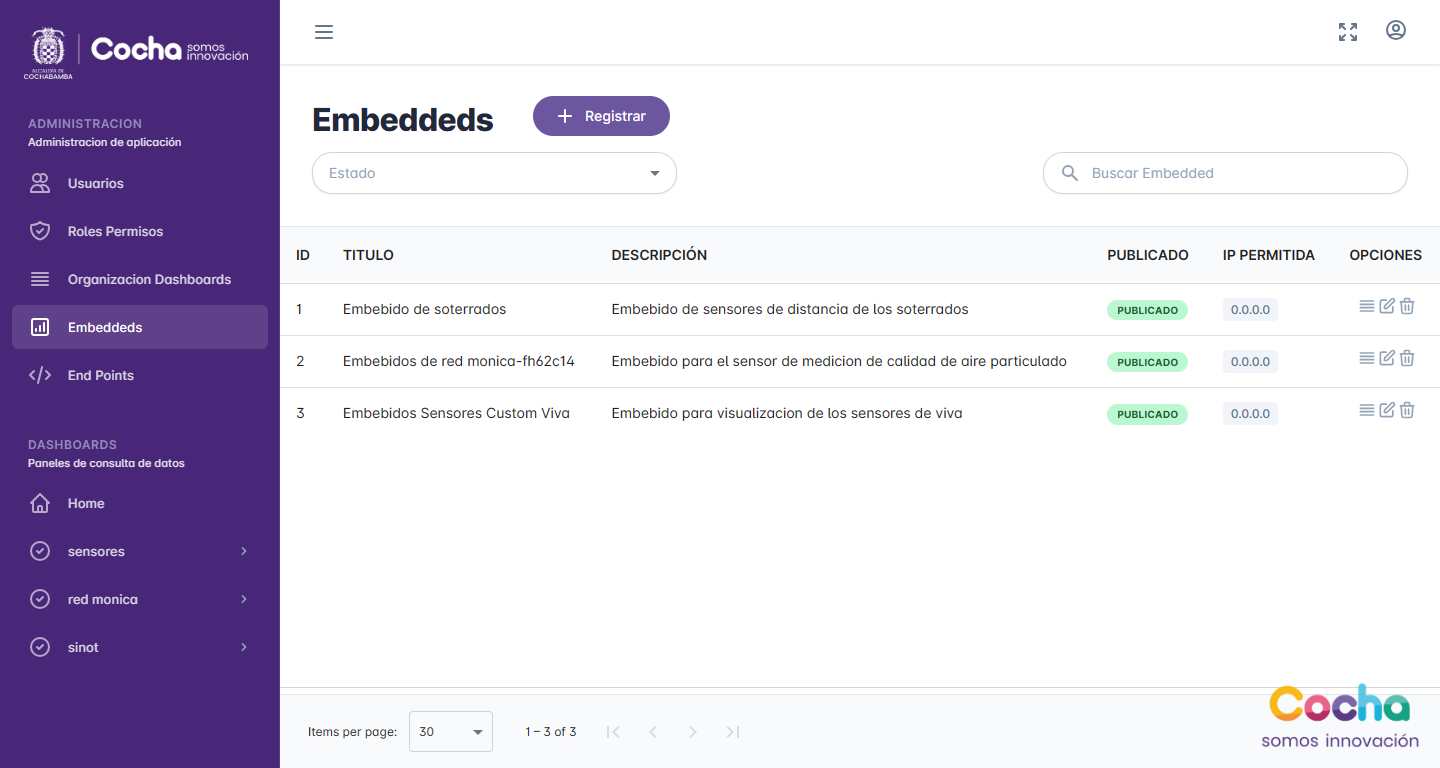 ALCALDÍA DE
COCHABAMBA
Cocha somos innovación
ADMINISTRACION
Administracion de aplicación
Usuarios
Roles Permisos
Organizacion Dashboards
Embeddeds
End Points
DASHBOARDS
Paneles de consulta de datos
Home
sensores
red monica
sinot
Embeddeds
Registrar
Estado
Buscar Embedded
ID TITULO DESCRIPCIÓN PUBLICADO IP PERMITIDA OPCIONES
1 Embebido de soterrados Embebido de sensores de distancia de los soterrados PUBLICADO 0.0.0.0
2 Embebidos de red monica-fh62c14 Embebido para el sensor de medicion de calidad de aire particulado PUBLICADO 0.0.0.0
3 Embebidos Sensores Custom Viva Embebido para visualizacion de los sensores de viva PUBLICADO 0.0.0.0
Items per page: 30 1 – 3 of 3
Cocha
somos innovación